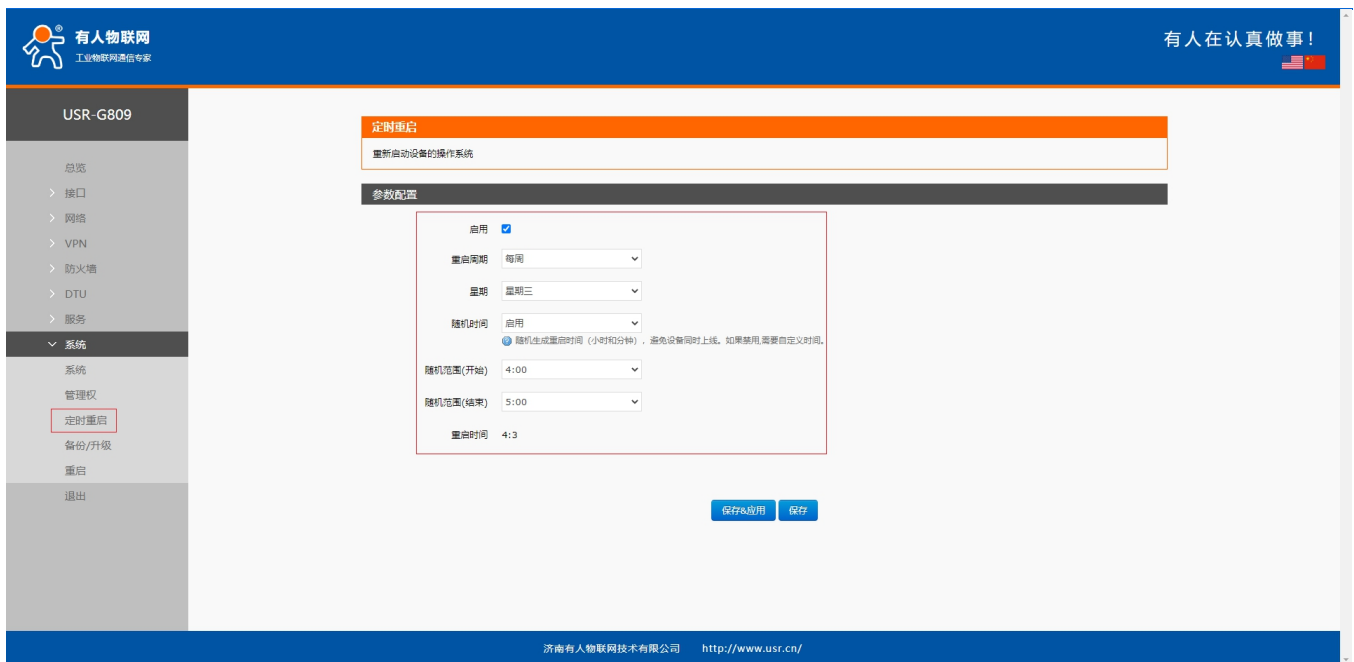 有人物联网
工业物联网通信专家
有人在认真做事!
USR-G809
总览
接口
网络
VPN
防火墙
DTU
服务
系统
系统
管理权
定时重启
备份/升级
重启
退出
定时重启
重新启动设备的操作系统
参数配置
启用
重启周期 每周
星期 星期三
随机时间 启用
随机生成重启时间（小时和分钟），避免设备同时上线。如果禁用,需要自定义时间。
随机范围(开始) 4:00
随机范围(结束) 5:00
重启时间 4:3
保存&应用 保存
济南有人物联网技术有限公司 http://www.usr.cn/